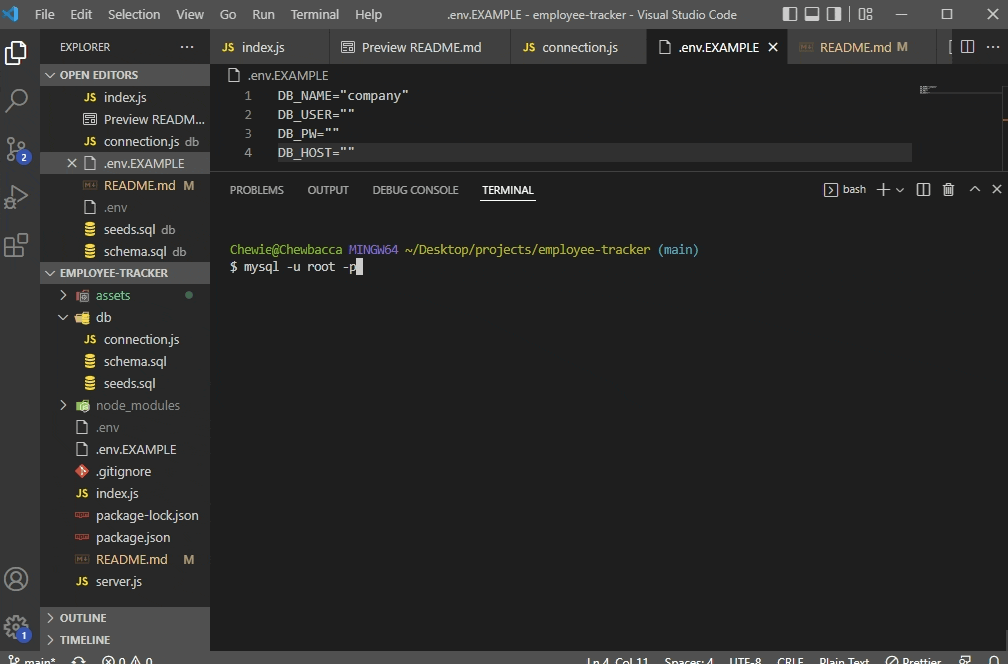 File Edit Selection View Go Run Terminal Help .env.EXAMPLE - employee-tracker - Visual Studio Code
EXPLORER
JS index.js Preview README.md JS connection.js .env.EXAMPLE README.md M
OPEN EDITORS
JS index.js
Preview READM...
JS connection.js db
.env.EXAMPLE
README.md M
.env
seeds.sql db
schema.sql db
EMPLOYEE-TRACKER
assets
db
JS connection.js
schema.sql
seeds.sql
node_modules
.env
.env.EXAMPLE
.gitignore
JS index.js
package-lock.json
package.json
README.md M
JS server.js
OUTLINE
TIMELINE
2
1
.env.EXAMPLE
1 DB_NAME="company"
2 DB_USER=""
3 DB_PW=""
4 DB_HOST=""
PROBLEMS OUTPUT DEBUG CONSOLE TERMINAL bash
Chewie@Chewbacca MINGW64 ~/Desktop/projects/employee-tracker (main)
$ mysql -u root -p
main* 0 0 Ln 4, Col 11 Spaces: 4 UTF-8 CRLF Plain Text Prettier